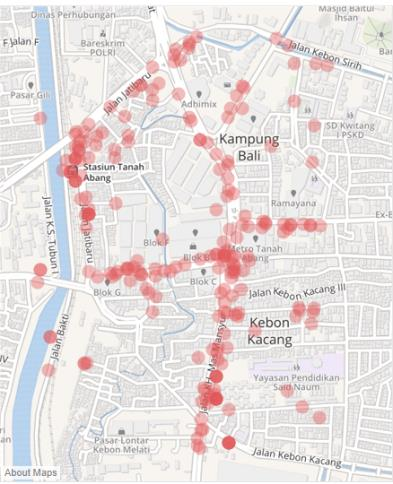 Dinas Perhubungan
Masjid Baitul
Ihsan
F Jalan F
Bareskrim
POLRI
Jalan Kebon Sirih
Jalan Jatibaru
Pasar Gili
Adhimix
SD Kwitang
I PSKD
Kampung
Bali
Stasiun Tanah
Abang
Ramayana
Jalan K.S. Tubun I
Jatibaru
Blok F
Metro Tanah
Abang
Blok B
Blok C
Blok G
Jalan Kebon Kacang III
Kebon
Kacang
Jalan Bakti
Yayasan Pendidikan
Said Naum
Pasar Lontar
Kebon Melati
Jalan Kebon Kacang
About Maps